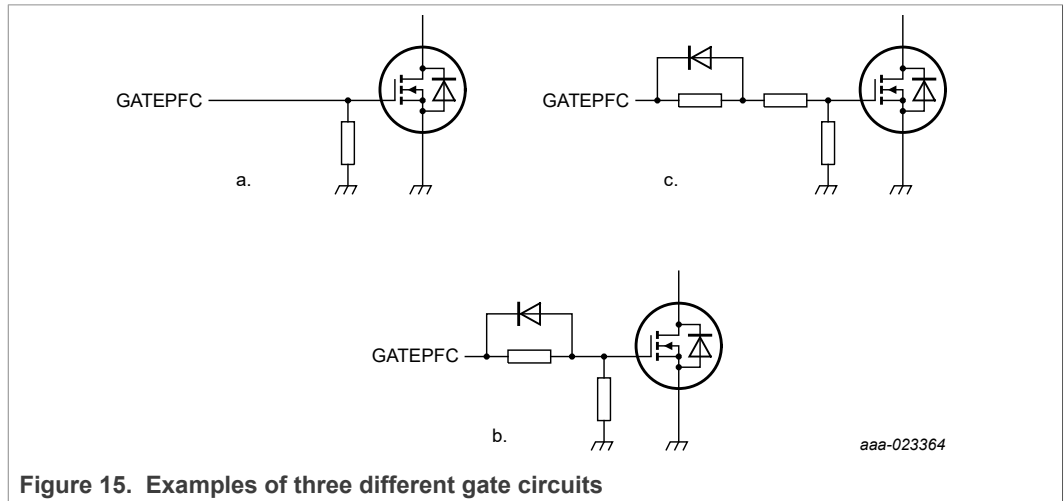 GATEPFC
a.
GATEPFC
c.
GATEPFC
b.
aaa-023364
Figure 15. Examples of three different gate circuits